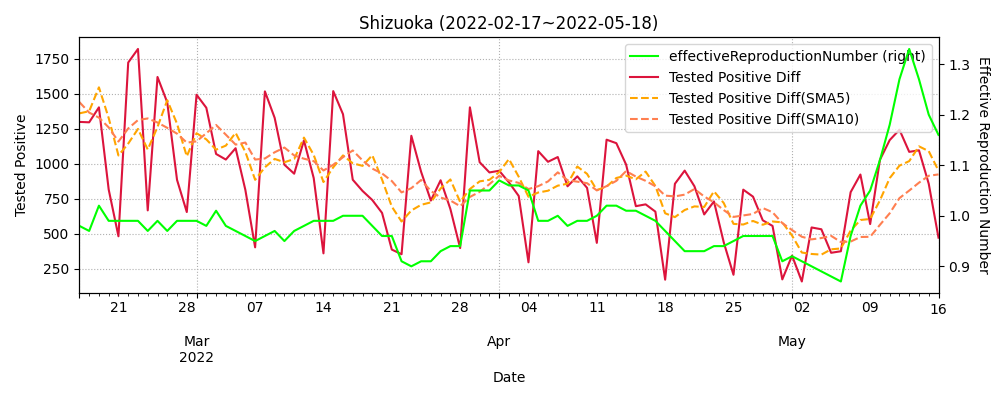 Shizuoka (2022-02-17~2022-05-18)
effectiveReproductionNumber (right)
Tested Positive Diff
Tested Positive Diff(SMA5)
Tested Positive Diff(SMA10)
Tested Positive
1750
1500
1250
1000
750
500
250
Effective Reproduction Number
1.3
1.2
1.1
1.0
0.9
21 28 07 14 21 28 04 11 18 25 02 09 16
Mar Apr May
2022
Date